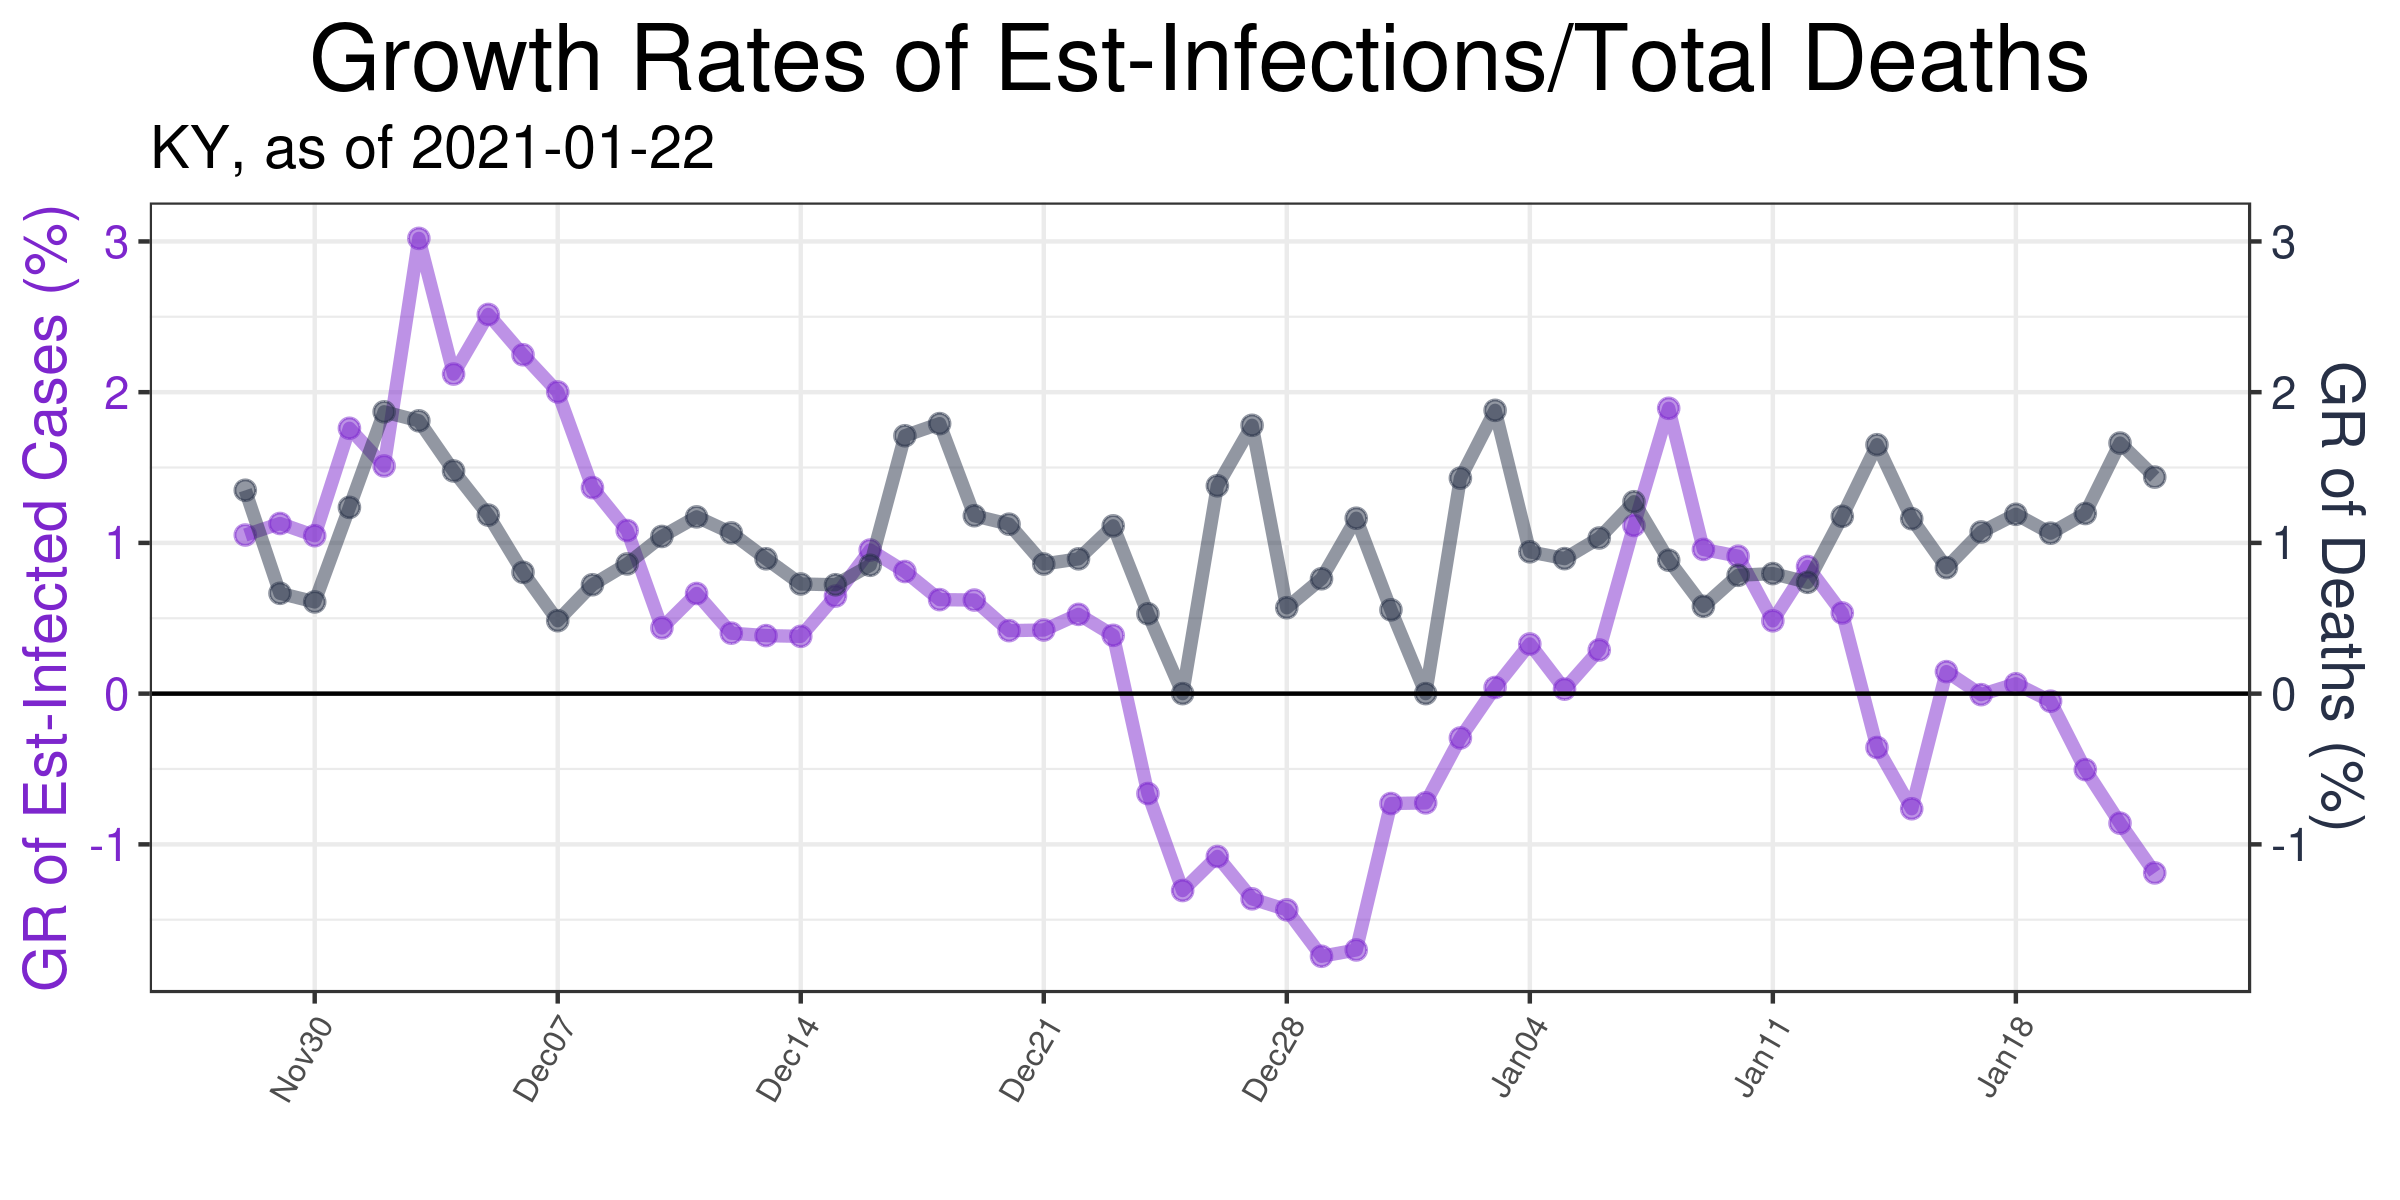 Growth Rates of Est-Infections/Total Deaths
KY, as of 2021-01-22
GR of Est-Infected Cases (%)
3
2
1
0
-1
3
2
1
0
-1
GR of Deaths (%)
Nov30
Dec07
Dec14
Dec21
Dec28
Jan04
Jan11
Jan18